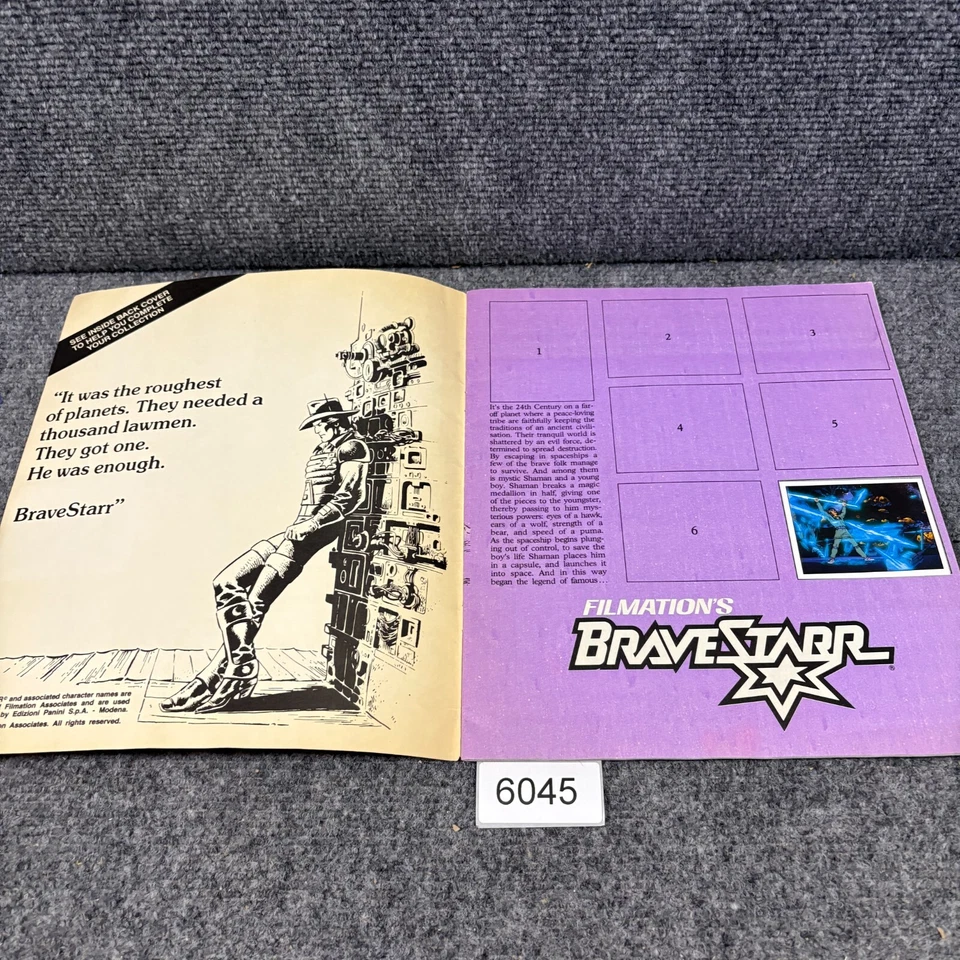 SEE INSIDE BACK COVER
TO HELP YOU COMPLETE
YOUR COLLECTION
"It was the roughest
of planets. They needed a
thousand lawmen.
They got one.
He was enough.
BraveStarr"
® and associated character names are
Filmation Associates and are used
by Edizioni Panini S.p.A. - Modena.
Associates. All rights reserved.
1
2
3
4
5
6
It's the 24th Century on a far-
off planet where a peace-loving
tribe are faithfully keeping the
traditions of an ancient civili-
sation. Their tranquil world is
shattered by an evil force, de-
termined to spread destruction.
By escaping in spaceships a
few of the brave folk manage
to survive. And among them
is mystic Shaman and a young
boy. Shaman breaks a magic
medallion in half, giving one
of the pieces to the youngster,
thereby passing to him mys-
terious powers: eyes of a hawk,
ears of a wolf, strength of a
bear, and speed of a puma.
As the spaceship begins plung-
ing out of control, to save the
boy's life Shaman places him
in a capsule, and launches it
into space. And in this way
began the legend of famous...
FILMATION'S
BRAVESTARR®
6045